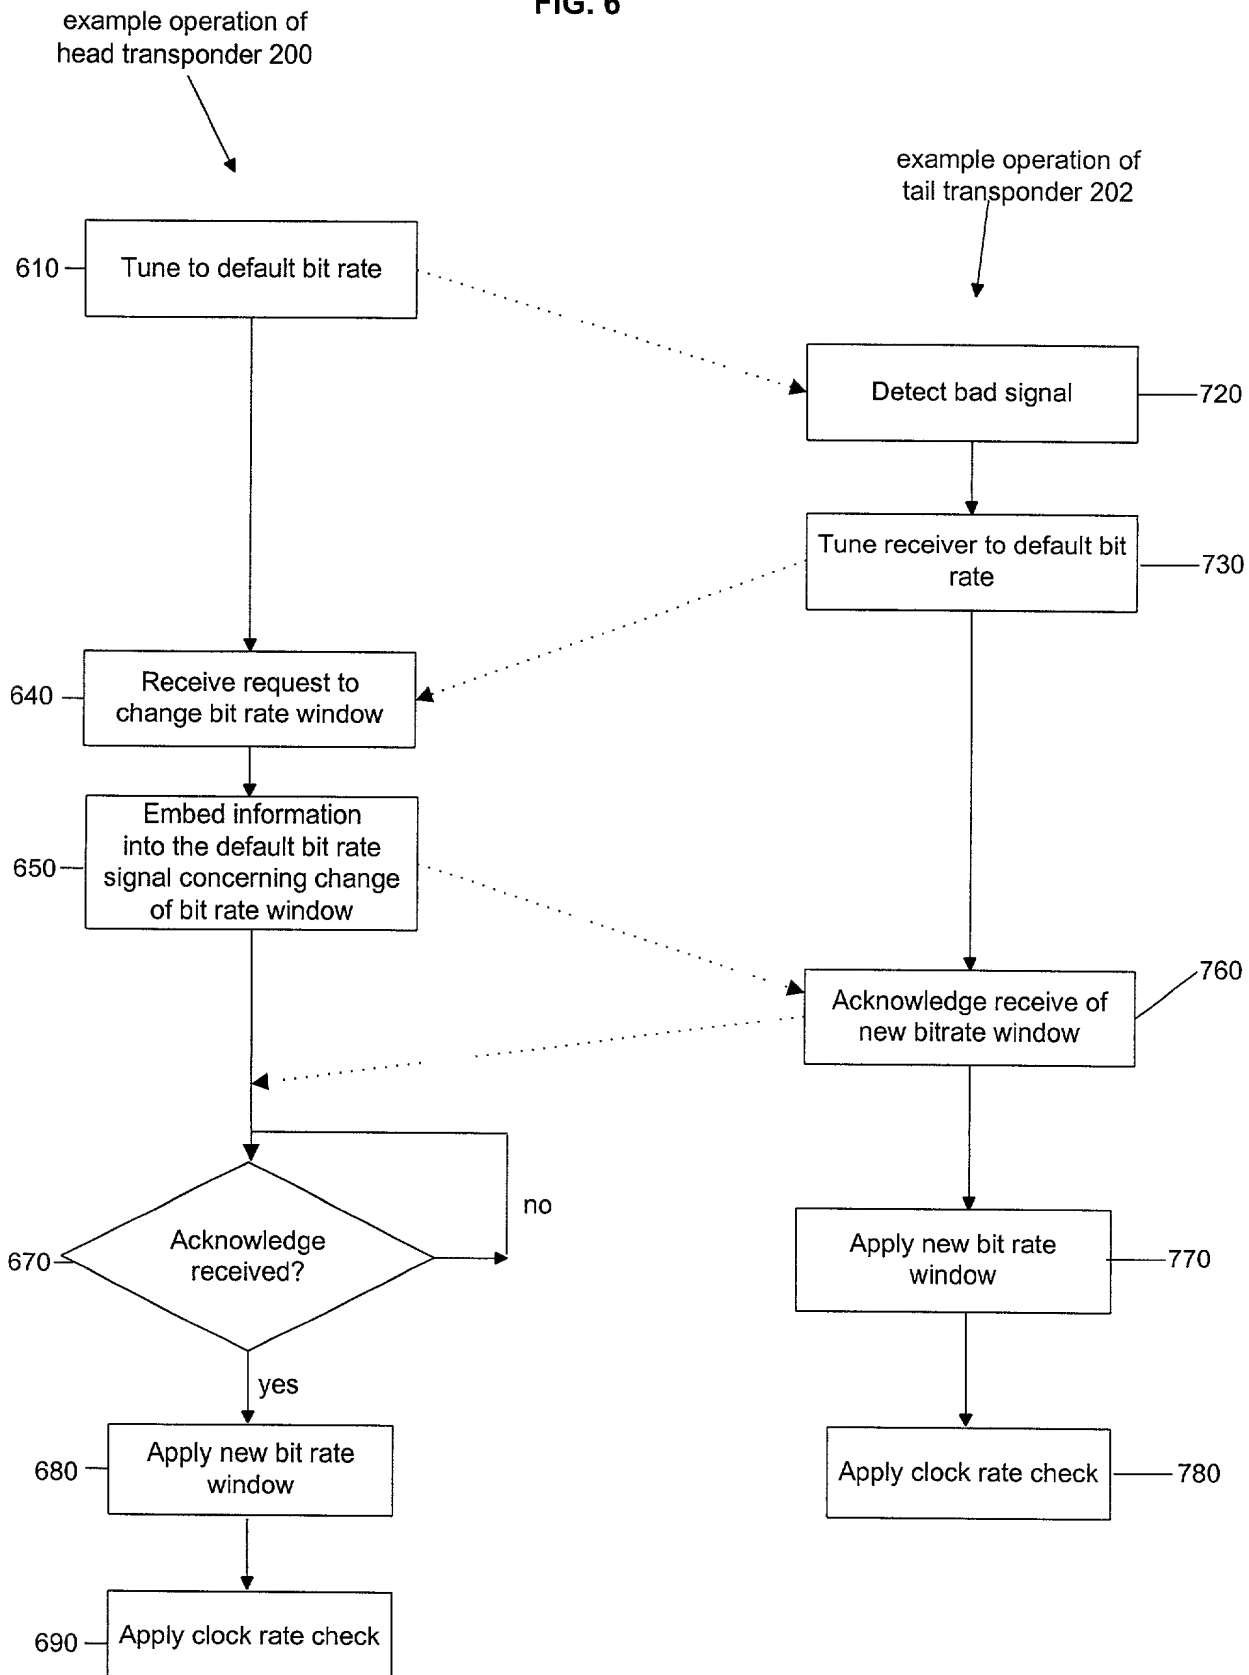 FIG. 6
example operation of
head transponder 200
example operation of
tail transponder 202
610
Tune to default bit rate
Detect bad signal
720
Tune receiver to default bit
rate
730
640
Receive request to
change bit rate window
650
Embed information
into the default bit rate
signal concerning change
of bit rate window
760
Acknowledge receive of
new bitrate window
no
670
Acknowledge
received?
Apply new bit rate
window
770
yes
680
Apply new bit rate
window
Apply clock rate check
780
690
Apply clock rate check